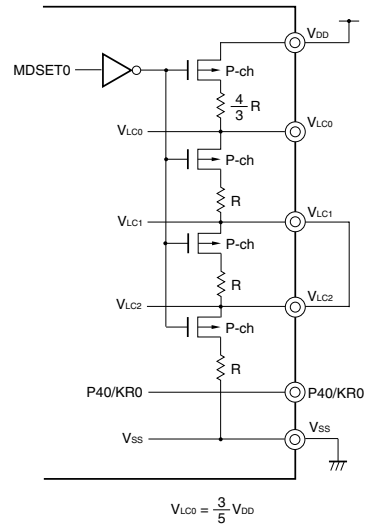 VDD
MDSET0
P-ch
4/3 R
VLC0
VLC0
P-ch
R
VLC1
VLC1
P-ch
R
VLC2
VLC2
P-ch
R
P40/KR0
P40/KR0
VSS
VSS
VLC0 = 3/5 VDD